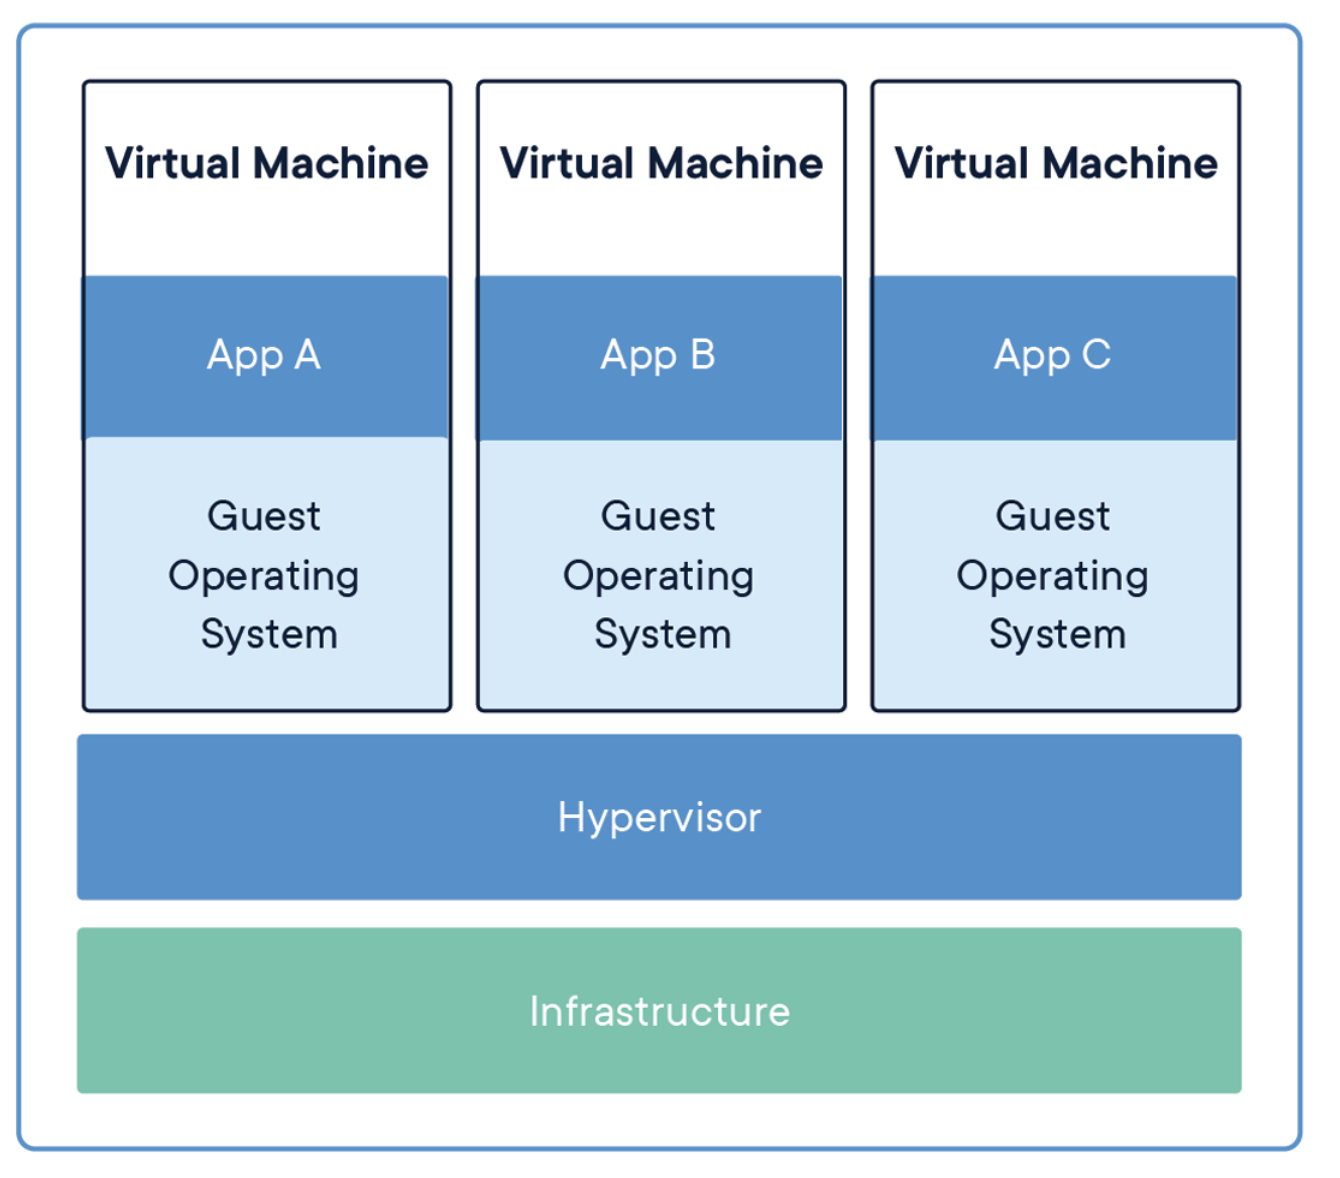 Virtual Machine
App A
Guest
Operating
System
Virtual Machine
App B
Guest
Operating
System
Virtual Machine
App C
Guest
Operating
System
Hypervisor
Infrastructure